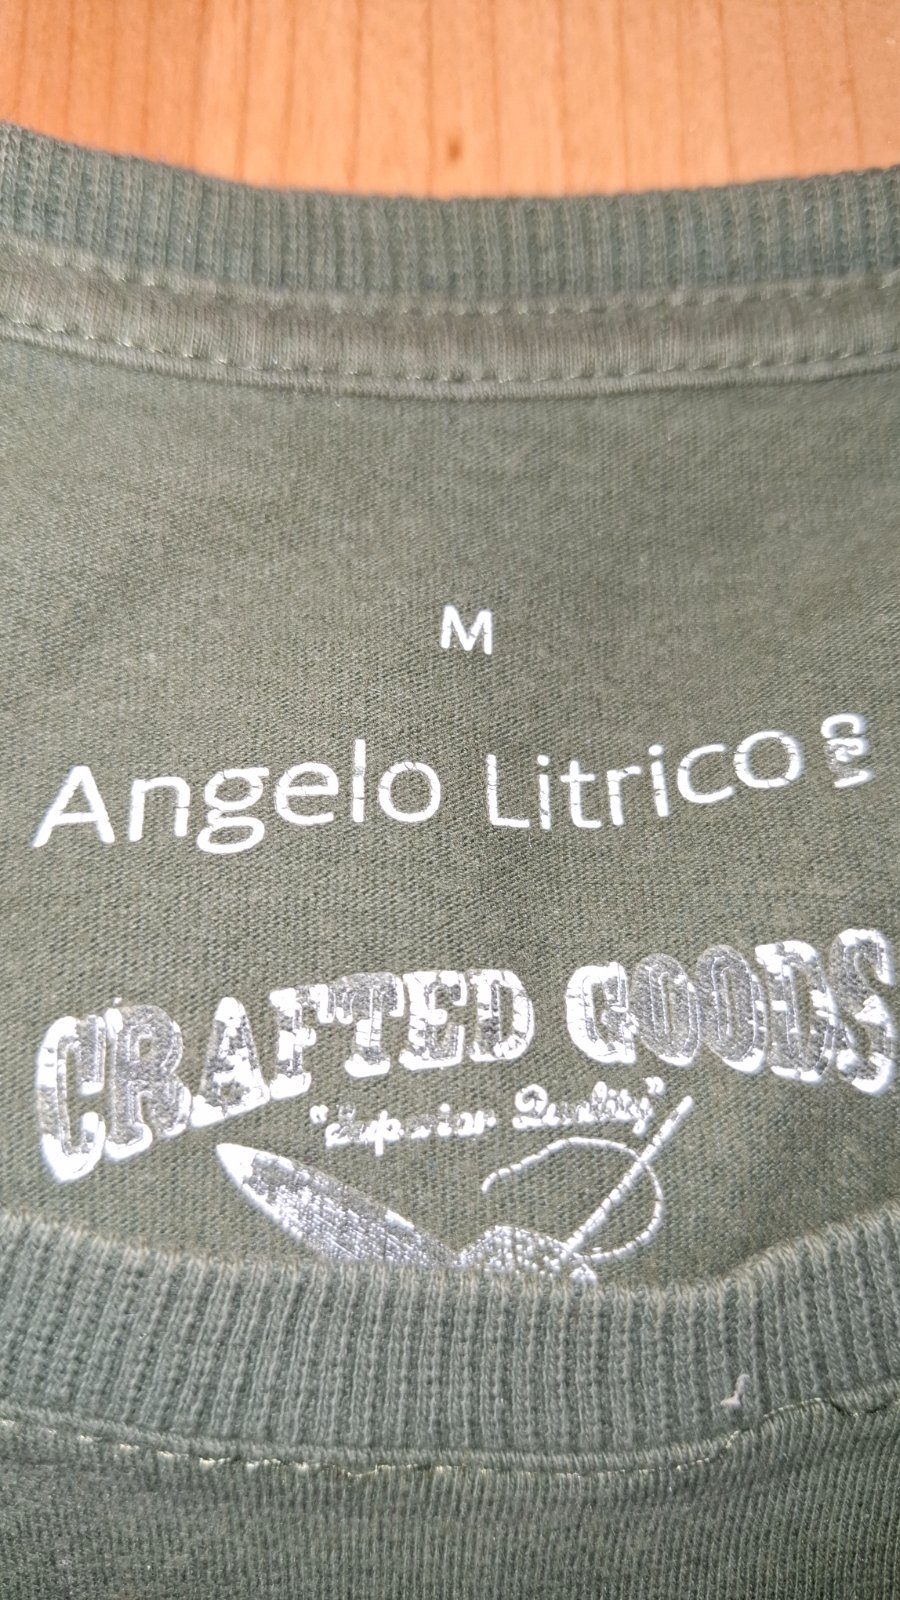 M
Angelo Litrico C&A
CRAFTED GOODS
"Superior Quality"